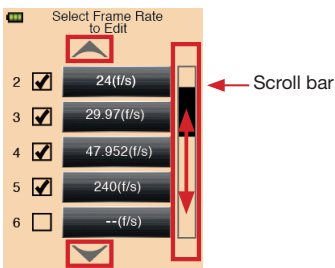 Select Frame Rate
to Edit
2 24(f/s)
Scroll bar
3 29.97(f/s)
4 47.952(f/s)
5 240(f/s)
6 --(f/s)